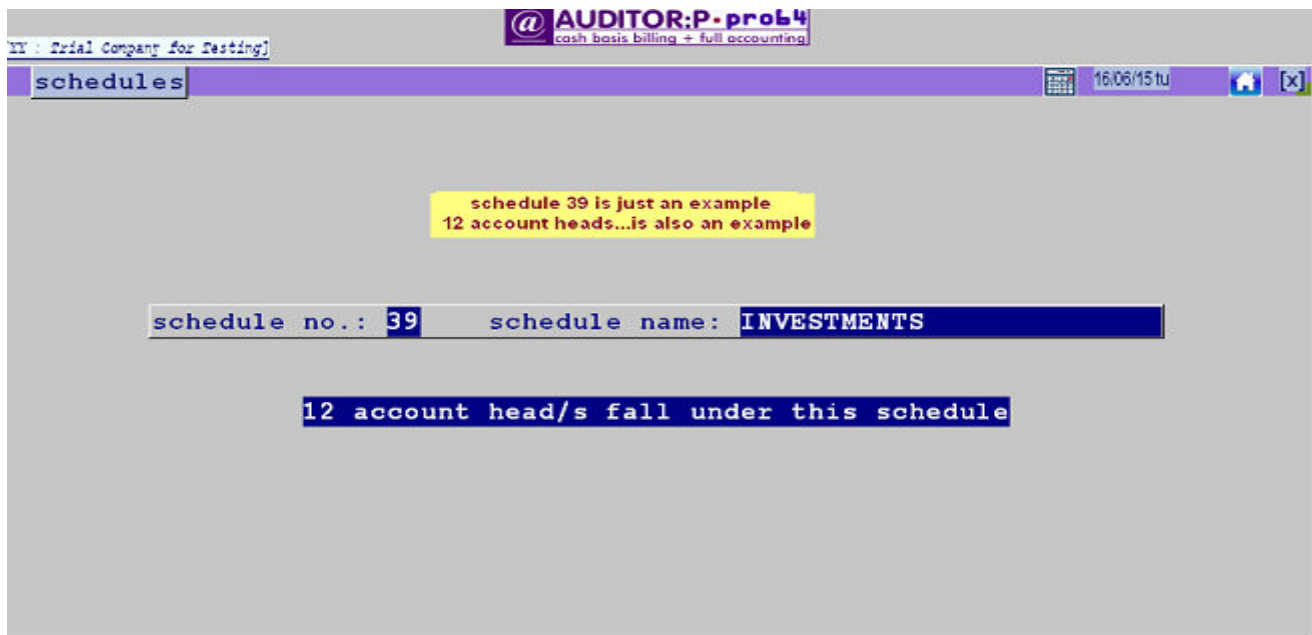 @ AUDITOR:P·pro64
cash basis billing + full accounting
YY : Trial Company for Testing]
schedules
16/06/15 tu
[x]
schedule 39 is just an example
12 account heads...is also an example
schedule no.: 39 schedule name: INVESTMENTS
12 account head/s fall under this schedule